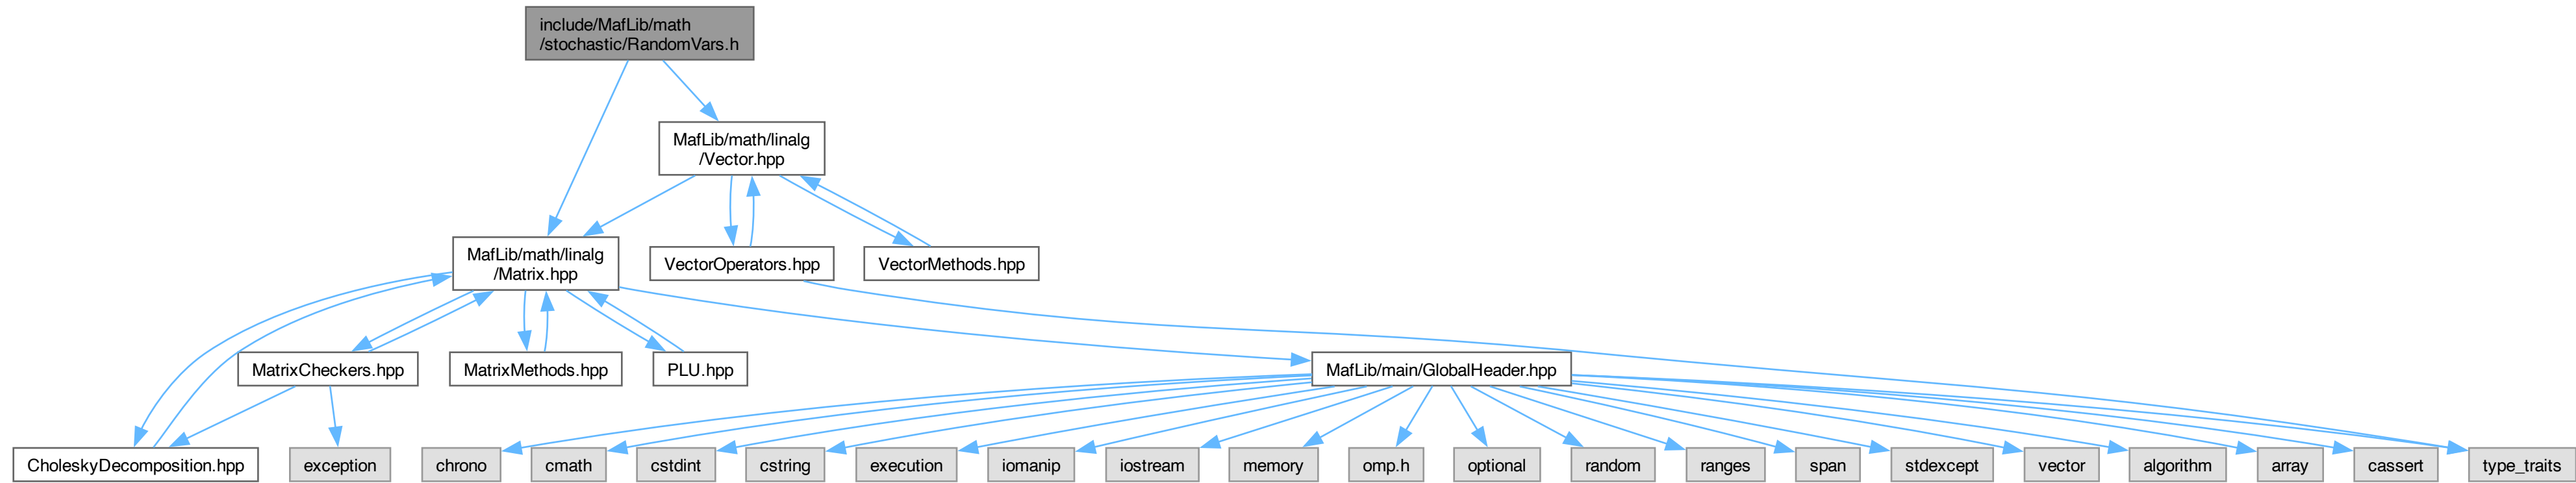 include/MafLib/math
/stochastic/RandomVars.h
MafLib/math/linalg
/Vector.hpp
MafLib/math/linalg
/Matrix.hpp
VectorOperators.hpp
VectorMethods.hpp
MatrixCheckers.hpp
MatrixMethods.hpp
PLU.hpp
MafLib/main/GlobalHeader.hpp
CholeskyDecomposition.hpp
exception
chrono
cmath
cstdint
cstring
execution
iomanip
iostream
memory
omp.h
optional
random
ranges
span
stdexcept
vector
algorithm
array
cassert
type_traits